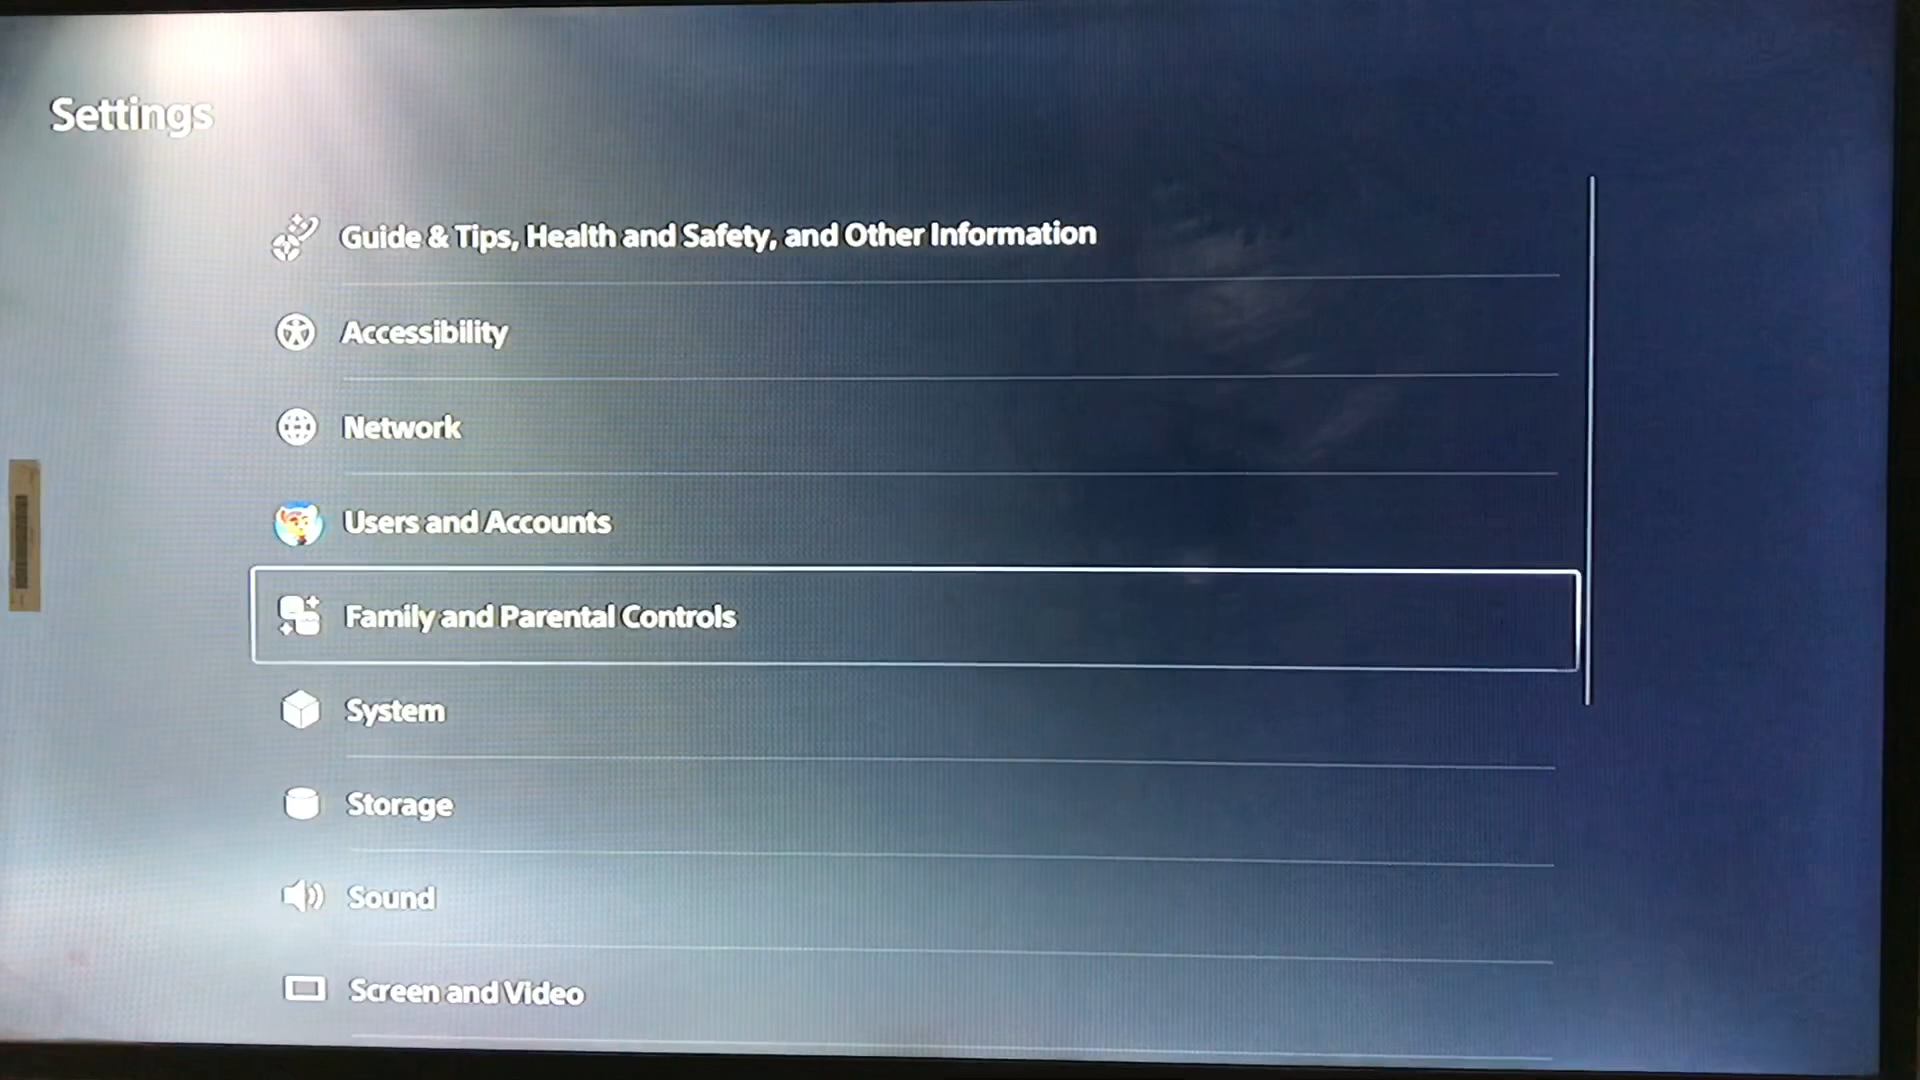 Settings
Guide & Tips, Health and Safety, and Other Information
Accessibility
Network
Users and Accounts
Family and Parental Controls
System
Storage
Sound
Screen and Video